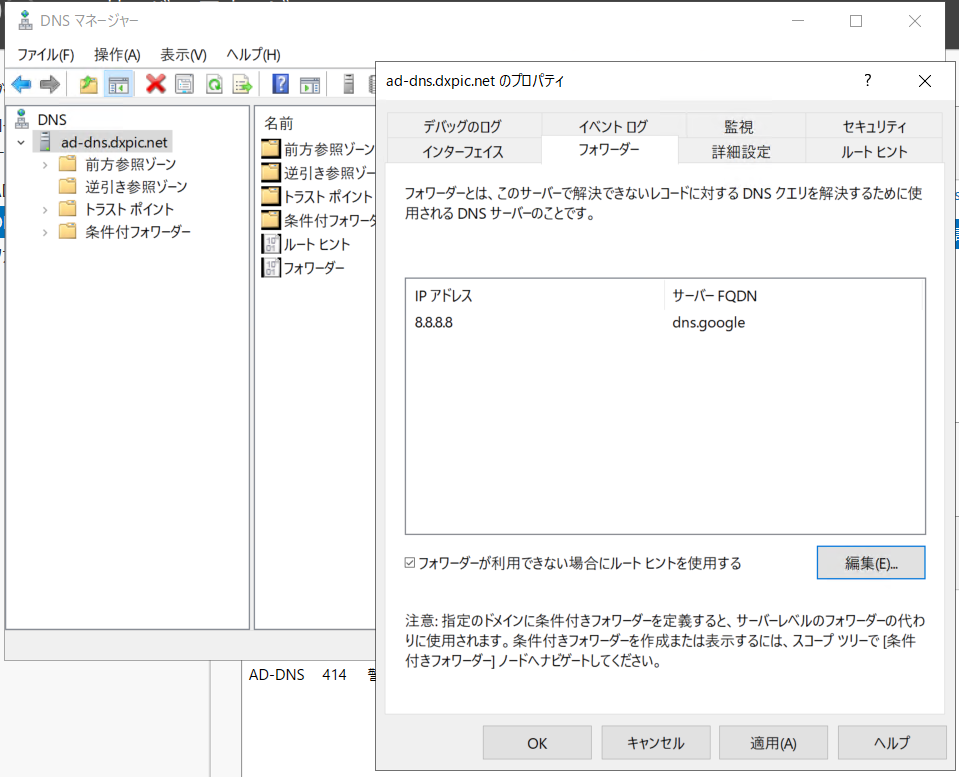 DNS マネージャー
ファイル(F) 操作(A) 表示(V) ヘルプ(H)
DNS
ad-dns.dxpic.net
前方参照ゾーン
逆引き参照ゾーン
トラスト ポイント
条件付フォワーダー
名前
前方参照ゾーン
逆引き参照ゾー
トラスト ポイント
条件付フォワータ
ルート ヒント
フォワーダー
AD-DNS 414
ad-dns.dxpic.net のプロパティ
デバッグのログ イベント ログ 監視 セキュリティ
インターフェイス フォワーダー 詳細設定 ルート ヒント
フォワーダーとは、このサーバーで解決できないレコードに対する DNS クエリを解決するために使
用される DNS サーバーのことです。
IP アドレス サーバー FQDN
8.8.8.8 dns.google
フォワーダーが利用できない場合にルート ヒントを使用する
編集(E)...
注意: 指定のドメインに条件付きフォワーダーを定義すると、サーバーレベルのフォワーダーの代わ
りに使用されます。条件付きフォワーダーを作成または表示するには、スコープ ツリーで [条件
付きフォワーダー] ノードへナビゲートしてください。
OK キャンセル 適用(A) ヘルプ